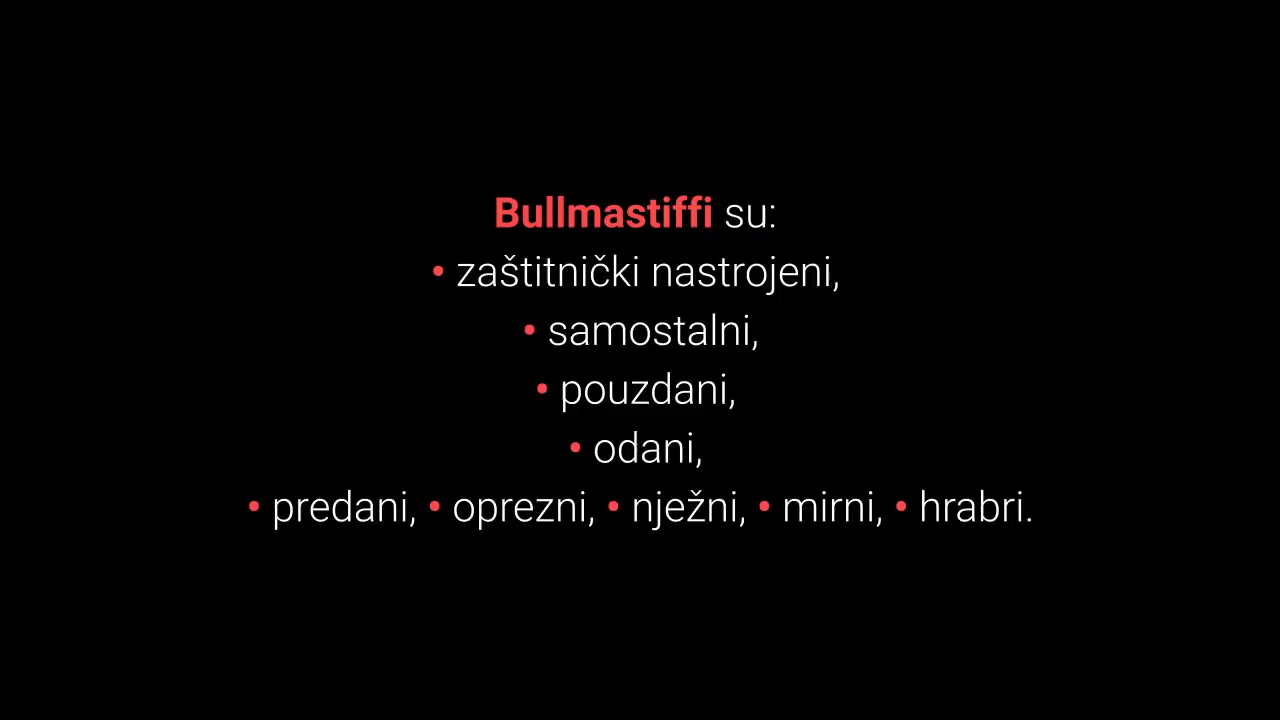 Bullmastiffi su:
• zaštitnički nastrojeni,
• samostalni,
• pouzdani,
• odani,
• predani, • oprezni, • nježni, • mirni, • hrabri.